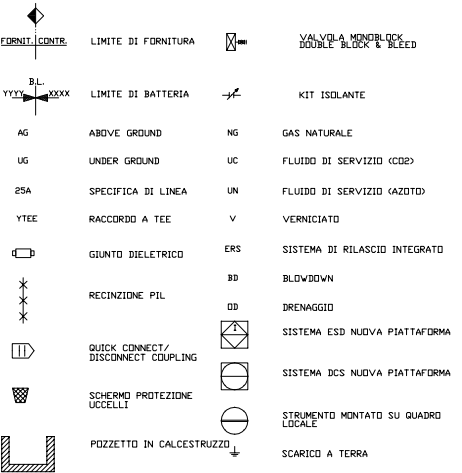 FORNIT. CONTR.
LIMITE DI FORNITURA
B.L.
YYYY XXXX
LIMITE DI BATTERIA
AG
ABOVE GROUND
UG
UNDER GROUND
25A
SPECIFICA DI LINEA
YTEE
RACCORDO A TEE
GIUNTO DIELETRICO
RECINZIONE PIL
QUICK CONNECT/
DISCONNECT COUPLING
SCHERMO PROTEZIONE
UCCELLI
POZZETTO IN CALCESTRUZZO
VALVOLA MONOBLOCK
DOUBLE BLOCK & BLEED
KIT ISOLANTE
NG
GAS NATURALE
UC
FLUIDO DI SERVIZIO (CO2)
UN
FLUIDO DI SERVIZIO (AZOTO)
V
VERNICIATO
ERS
SISTEMA DI RILASCIO INTEGRATO
BD
BLOWDOWN
OD
DRENAGGIO
I
SISTEMA ESD NUOVA PIATTAFORMA
SISTEMA DCS NUOVA PIATTAFORMA
STRUMENTO MONTATO SU QUADRO
LOCALE
SCARICO A TERRA